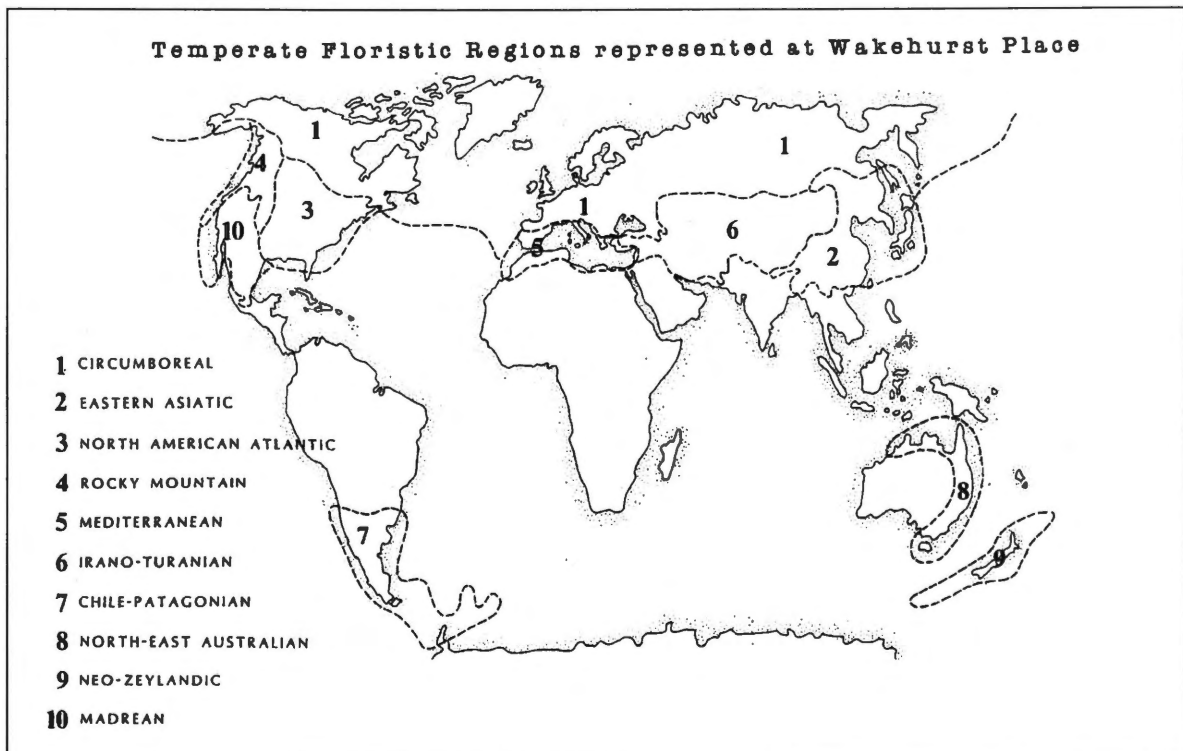 Temperate Floristic Regions represented at Wakehurst Place
1
1
4
3
1
10
5
6
2
1 CIRCUMBOREAL
2 EASTERN ASIATIC
3 NORTH AMERICAN ATLANTIC
4 ROCKY MOUNTAIN
5 MEDITERRANEAN
6 IRANO-TURANIAN
7 CHILE-PATAGONIAN
8 NORTH-EAST AUSTRALIAN
9 NEO-ZEYLANDIC
10 MADREAN
8
7
9